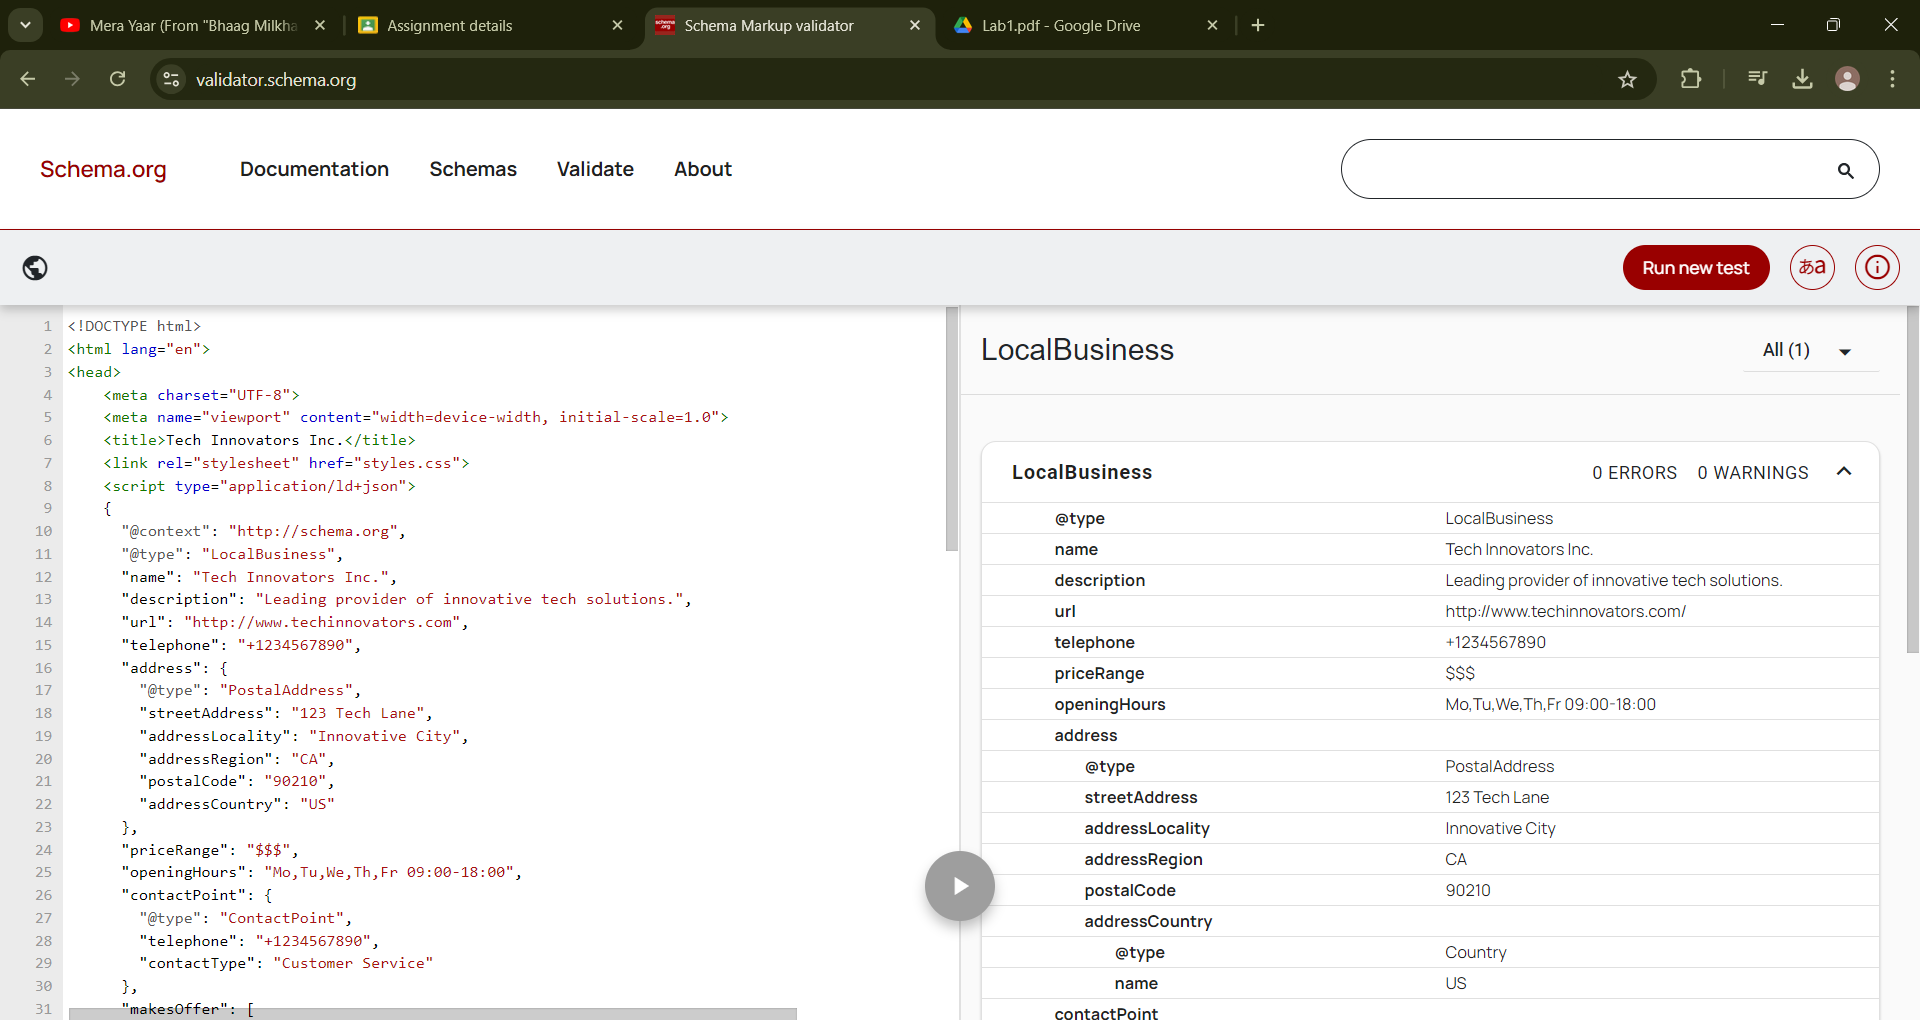 Mera Yaar (From "Bhaag Milkha
Assignment details
Schema Markup validator
Lab1.pdf - Google Drive
validator.schema.org
Schema.org
Documentation
Schemas
Validate
About
Run new test
あa
1 <!DOCTYPE html>
2 <html lang="en">
3 <head>
4 <meta charset="UTF-8">
5 <meta name="viewport" content="width=device-width, initial-scale=1.0">
6 <title>Tech Innovators Inc.</title>
7 <link rel="stylesheet" href="styles.css">
8 <script type="application/ld+json">
9 {
10 "@context": "http://schema.org",
11 "@type": "LocalBusiness",
12 "name": "Tech Innovators Inc.",
13 "description": "Leading provider of innovative tech solutions.",
14 "url": "http://www.techinnovators.com",
15 "telephone": "+1234567890",
16 "address": {
17 "@type": "PostalAddress",
18 "streetAddress": "123 Tech Lane",
19 "addressLocality": "Innovative City",
20 "addressRegion": "CA",
21 "postalCode": "90210",
22 "addressCountry": "US"
23 },
24 "priceRange": "$$$",
25 "openingHours": "Mo,Tu,We,Th,Fr 09:00-18:00",
26 "contactPoint": {
27 "@type": "ContactPoint",
28 "telephone": "+1234567890",
29 "contactType": "Customer Service"
30 },
31 "makesOffer": [
LocalBusiness
All (1)
LocalBusiness 0 ERRORS 0 WARNINGS
@type LocalBusiness
name Tech Innovators Inc.
description Leading provider of innovative tech solutions.
url http://www.techinnovators.com/
telephone +1234567890
priceRange $$$
openingHours Mo,Tu,We,Th,Fr 09:00-18:00
address
@type PostalAddress
streetAddress 123 Tech Lane
addressLocality Innovative City
addressRegion CA
postalCode 90210
addressCountry
@type Country
name US
contactPoint